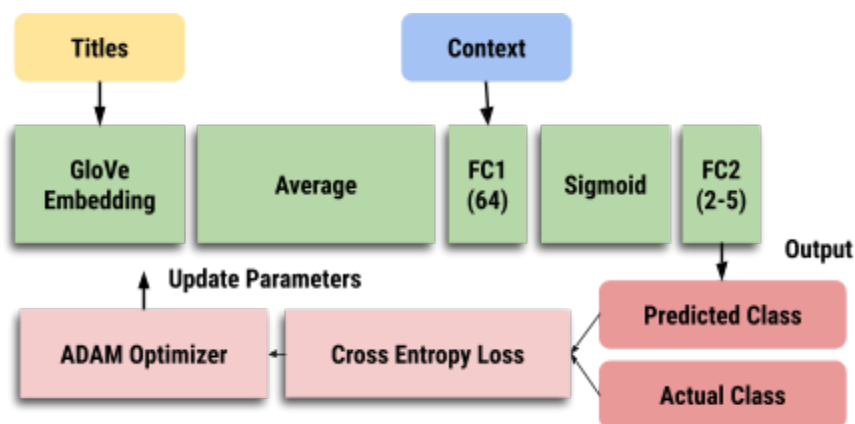 Titles
Context
GloVe
Embedding
Average
FC1
(64)
Sigmoid
FC2
(2-5)
Output
Update Parameters
Predicted Class
ADAM Optimizer
Cross Entropy Loss
Actual Class